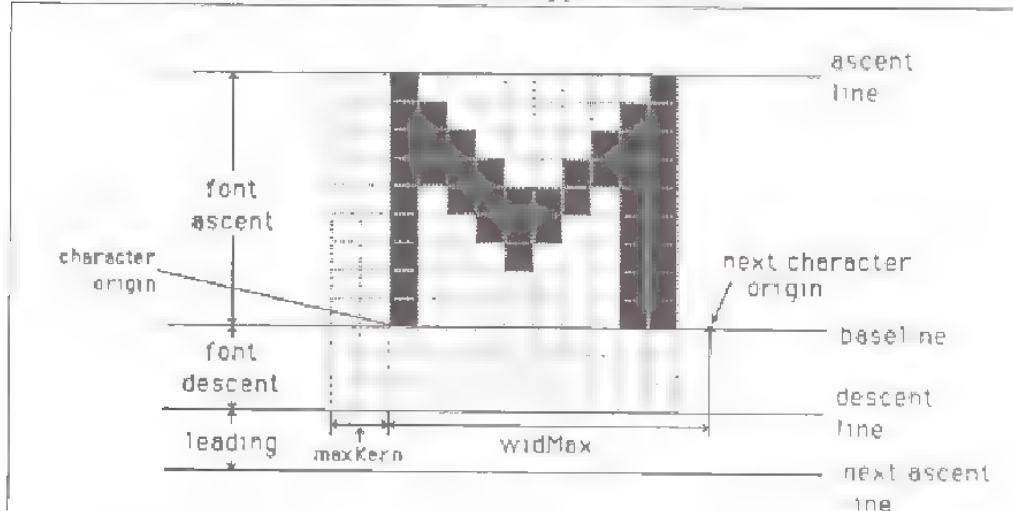 ascent
line
font
ascent
character
origin
next character
origin
baseline
font
descent
descent
line
leading
maxKern
widMax
next ascent
line